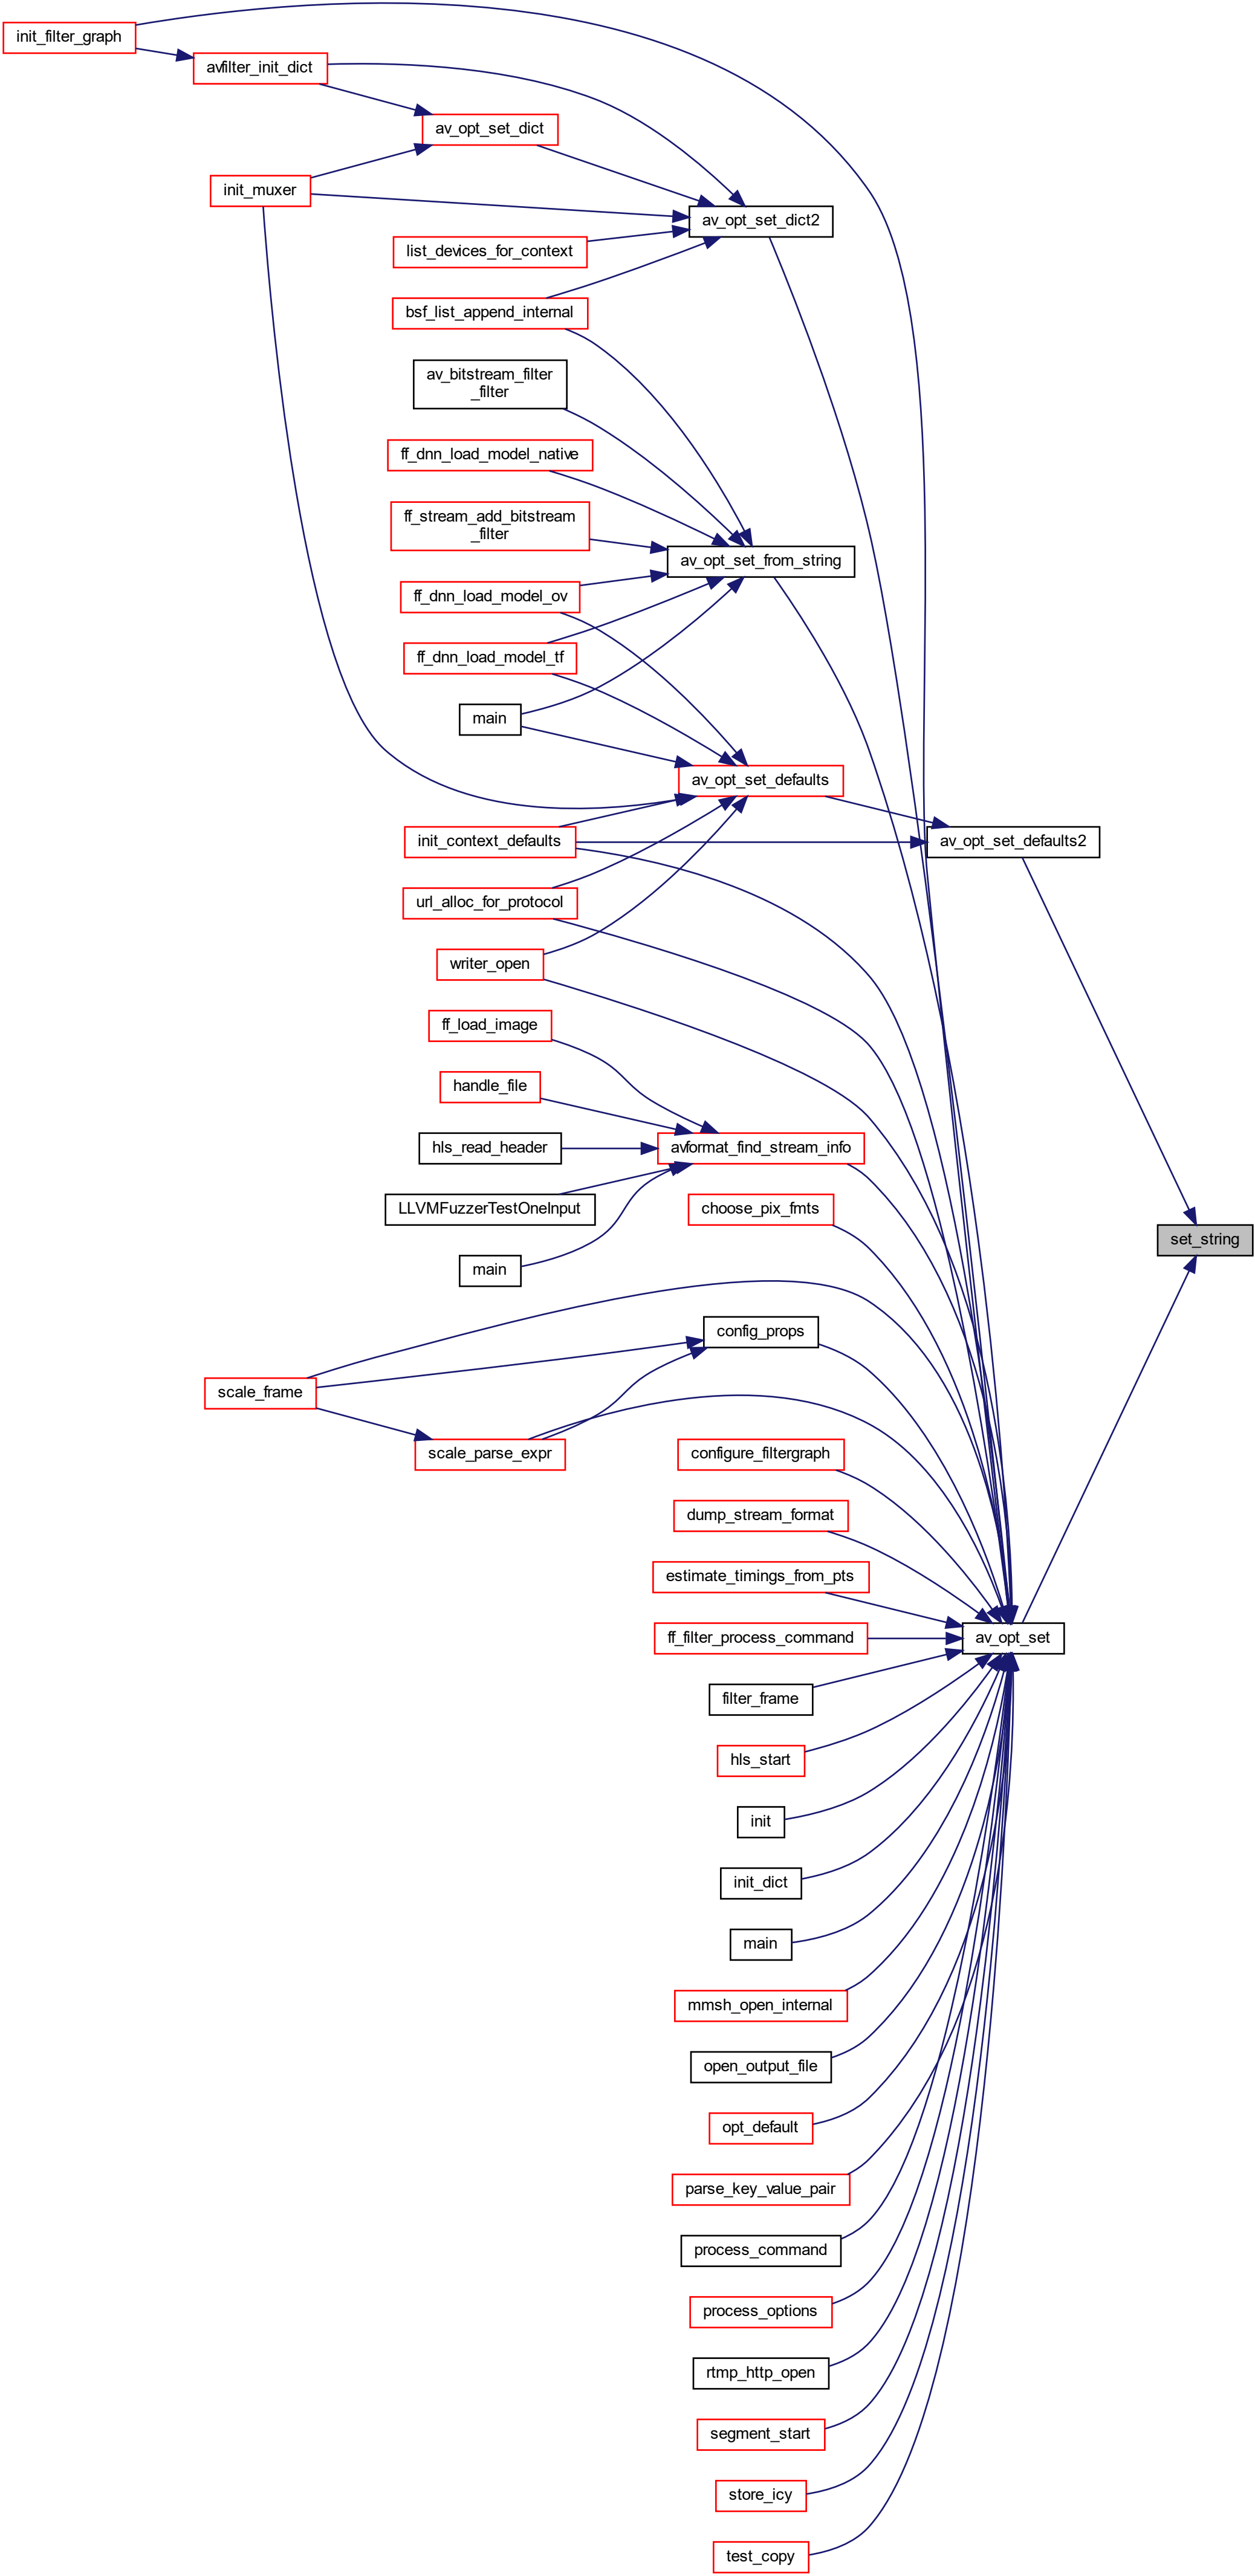 init_filter_graph
avfilter_init_dict
av_opt_set_dict
init_muxer
av_opt_set_dict2
list_devices_for_context
bsf_list_append_internal
av_bitstream_filter
_filter
ff_dnn_load_model_native
ff_stream_add_bitstream
_filter
av_opt_set_from_string
ff_dnn_load_model_ov
ff_dnn_load_model_tf
main
av_opt_set_defaults
init_context_defaults
av_opt_set_defaults2
url_alloc_for_protocol
writer_open
ff_load_image
handle_file
hls_read_header
avformat_find_stream_info
LLVMFuzzerTestOneInput
choose_pix_fmts
set_string
main
config_props
scale_frame
scale_parse_expr
configure_filtergraph
dump_stream_format
estimate_timings_from_pts
ff_filter_process_command
av_opt_set
filter_frame
hls_start
init
init_dict
main
mmsh_open_internal
open_output_file
opt_default
parse_key_value_pair
process_command
process_options
rtmp_http_open
segment_start
store_icy
test_copy